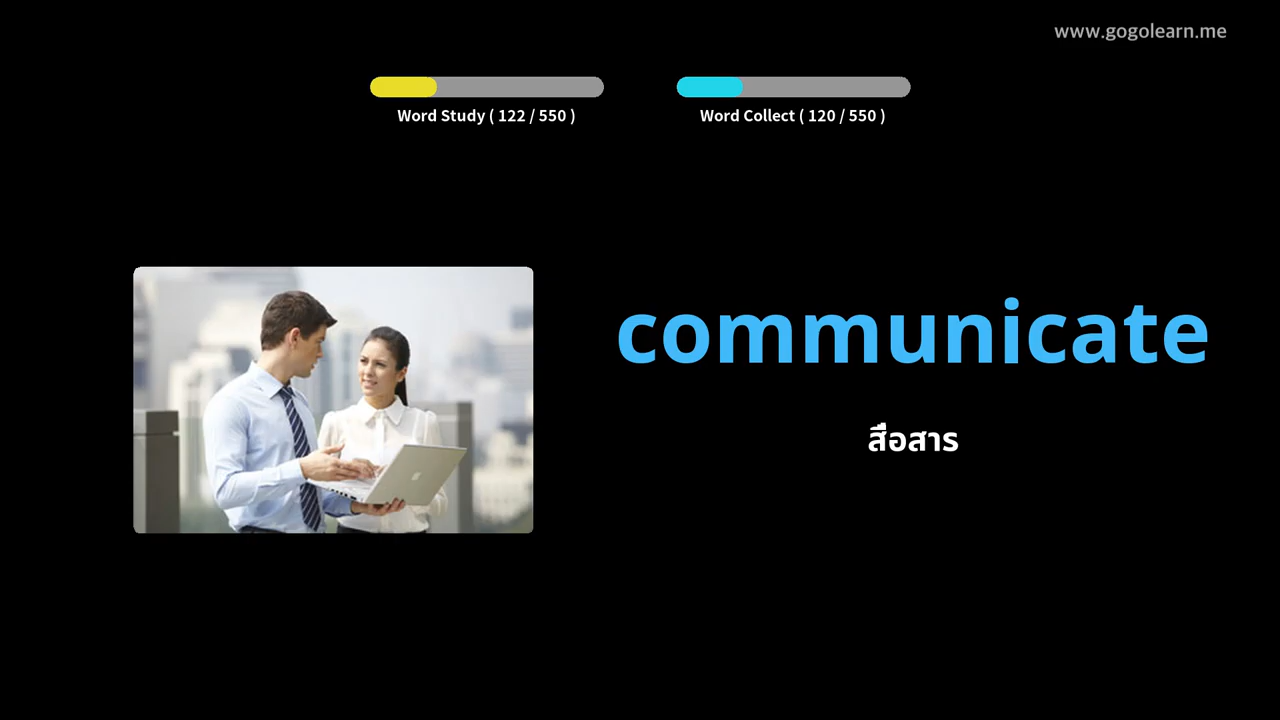 www.gogolearn.me
Word Study ( 122 / 550 )
Word Collect ( 120 / 550 )
communicate
สื่อสาร